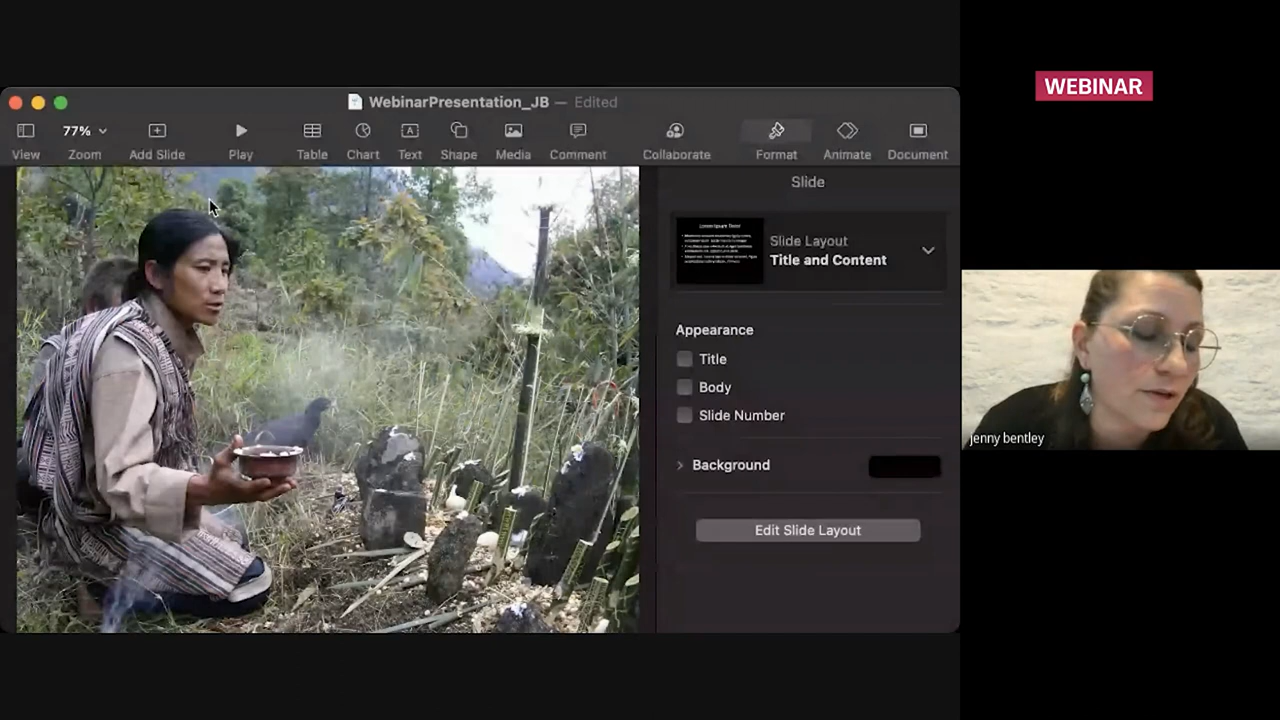 WEBINAR
WebinarPresentation_JB — Edited
77%
View
Zoom
Add Slide
Play
Table
Chart
Text
Shape
Media
Comment
Collaborate
Format
Animate
Document
Slide
Slide Layout
Title and Content
Appearance
Title
Body
Slide Number
Background
Edit Slide Layout
jenny bentley